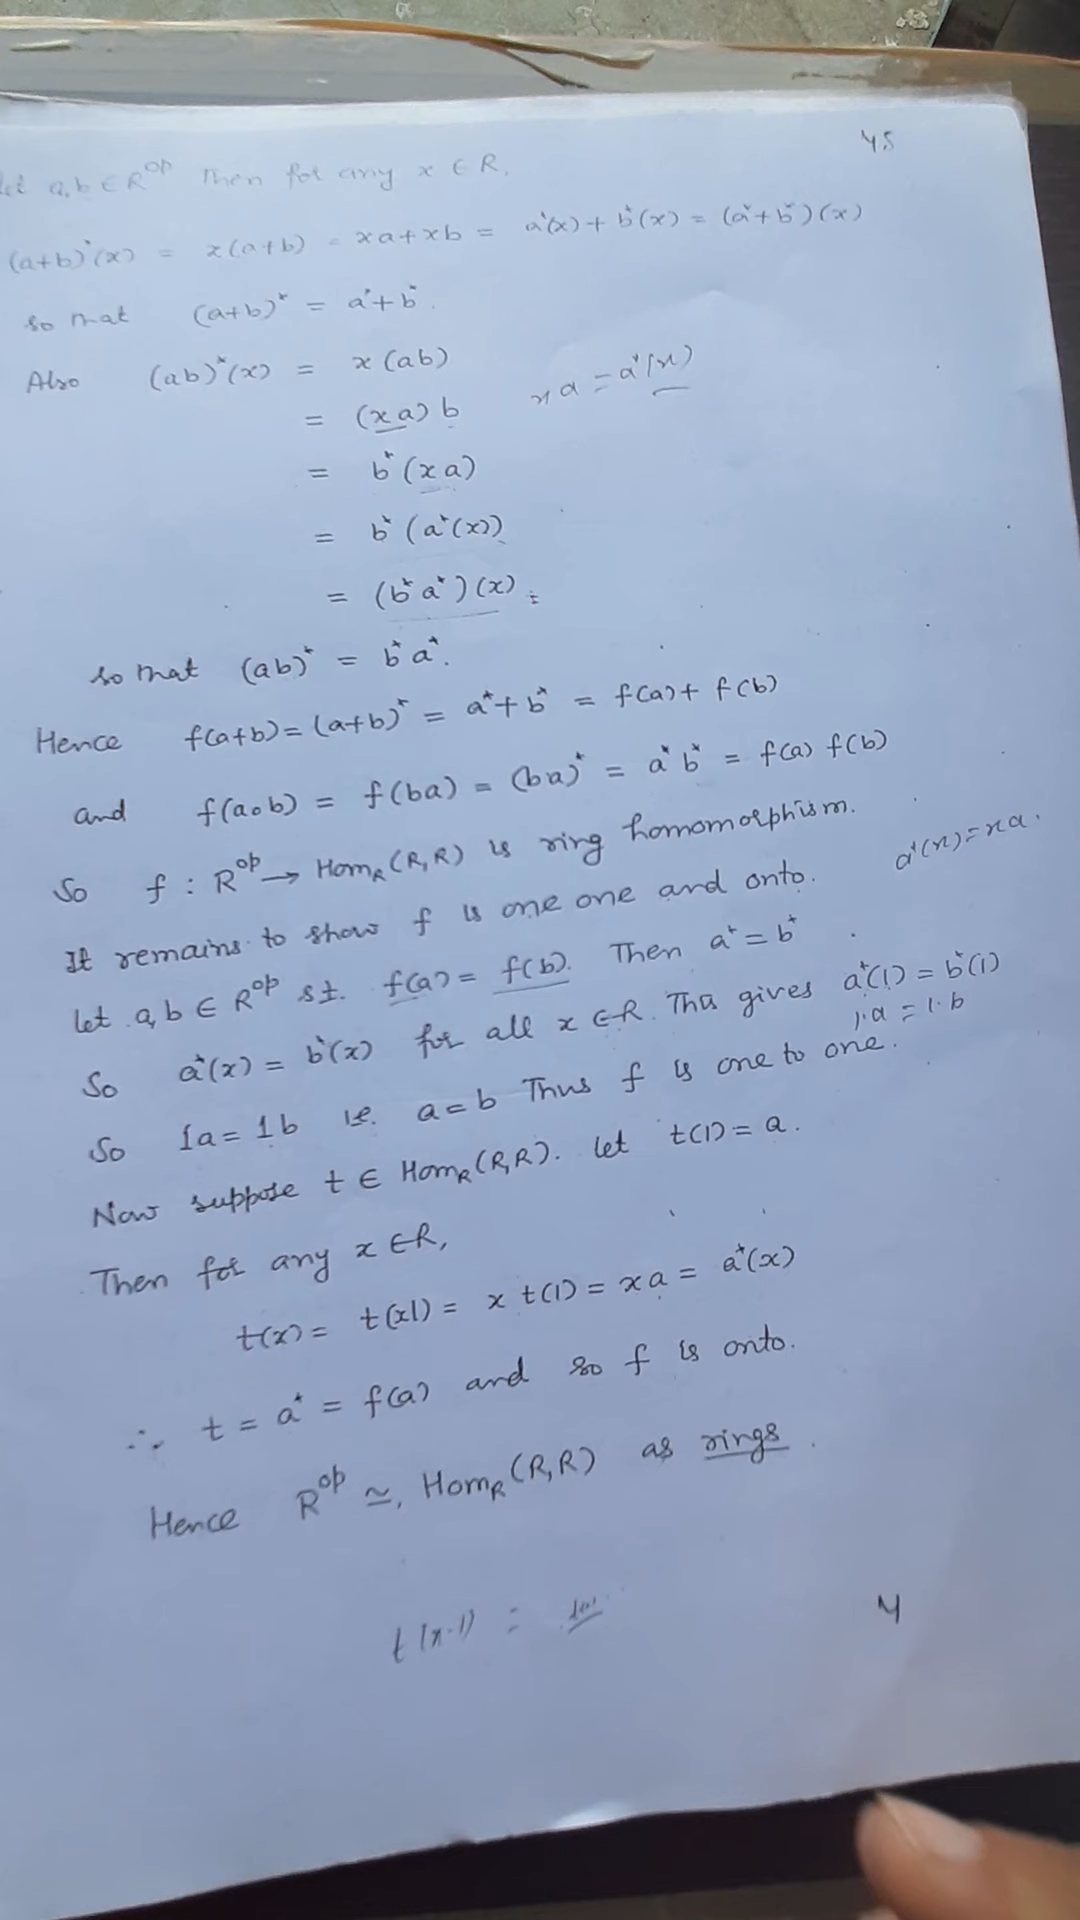 45
let a,b ∈ R^op Then for any x ∈ R,
(a+b)*(x) = x(a+b) = xa+xb = a*(x) + b*(x) = (a*+b*)(x)
so that (a+b)* = a*+b*.
Also (ab)*(x) = x(ab)
= (xa)b xa = a*(x)
= b*(xa)
= b*(a*(x))
= (b*a*)(x).
so that (ab)* = b*a*.
Hence f(a+b) = (a+b)* = a*+b* = f(a)+f(b)
and f(a∘b) = f(ba) = (ba)* = a*b* = f(a) f(b)
So f : R^op → Hom_R(R,R) is ring homomorphism.
It remains to show f is one one and onto. a*(x)=xa.
let a,b ∈ R^op s.t. f(a) = f(b). Then a* = b*
So a*(x) = b*(x) for all x ∈ R. This gives a*(1) = b*(1)
1·a = 1·b
So 1a = 1b i.e. a=b Thus f is one to one.
Now suppose t ∈ Hom_R(R,R). let t(1) = a.
Then for any x ∈ R,
t(x) = t(x1) = x t(1) = xa = a*(x)
∴ t = a* = f(a) and so f is onto.
Hence R^op ≃ Hom_R(R,R) as rings.
t(x·1) =
4